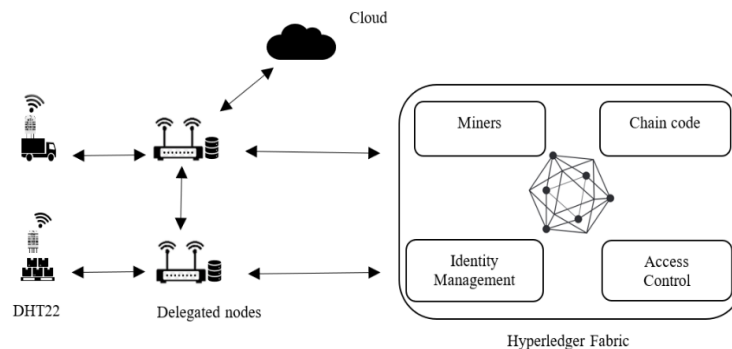 Cloud
Miners
Chain code
Identity
Management
Access
Control
DHT22
Delegated nodes
Hyperledger Fabric